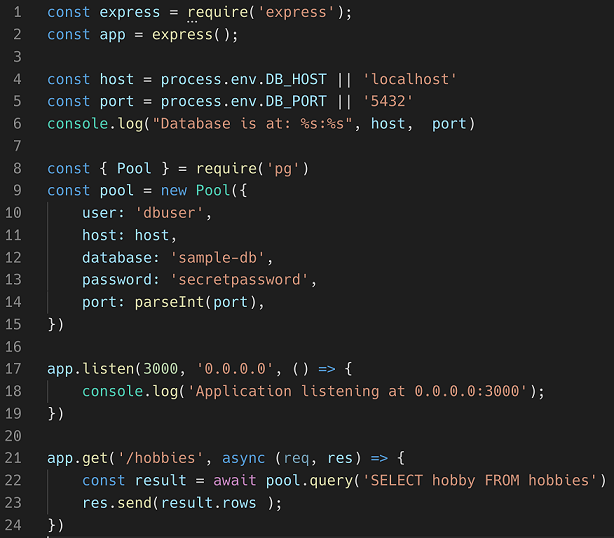 1 const express = require('express');
2 const app = express();
3
4 const host = process.env.DB_HOST || 'localhost'
5 const port = process.env.DB_PORT || '5432'
6 console.log("Database is at: %s:%s", host,  port)
7
8 const { Pool } = require('pg')
9 const pool = new Pool({
10     user: 'dbuser',
11     host: host,
12     database: 'sample-db',
13     password: 'secretpassword',
14     port: parseInt(port),
15 })
16
17 app.listen(3000, '0.0.0.0', () => {
18     console.log('Application listening at 0.0.0.0:3000');
19 })
20
21 app.get('/hobbies', async (req, res) => {
22     const result = await pool.query('SELECT hobby FROM hobbies')
23     res.send(result.rows );
24 })